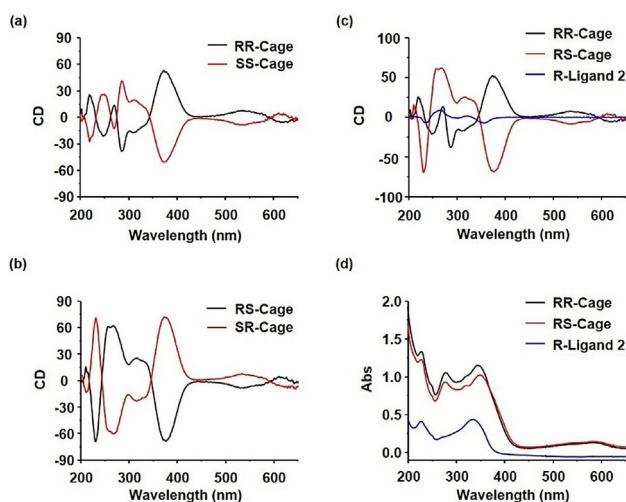 (a)
RR-Cage
SS-Cage
CD
90
60
30
0
-30
-60
-90
200 300 400 500 600
Wavelength (nm)
(c)
RR-Cage
RS-Cage
R-Ligand 2
CD
100
50
0
-50
-100
200 300 400 500 600
Wavelength (nm)
(b)
RS-Cage
SR-Cage
CD
90
60
30
0
-30
-60
-90
200 300 400 500 600
Wavelength (nm)
(d)
RR-Cage
RS-Cage
R-Ligand 2
Abs
2.0
1.5
1.0
0.5
0.0
200 300 400 500 600
Wavelength (nm)